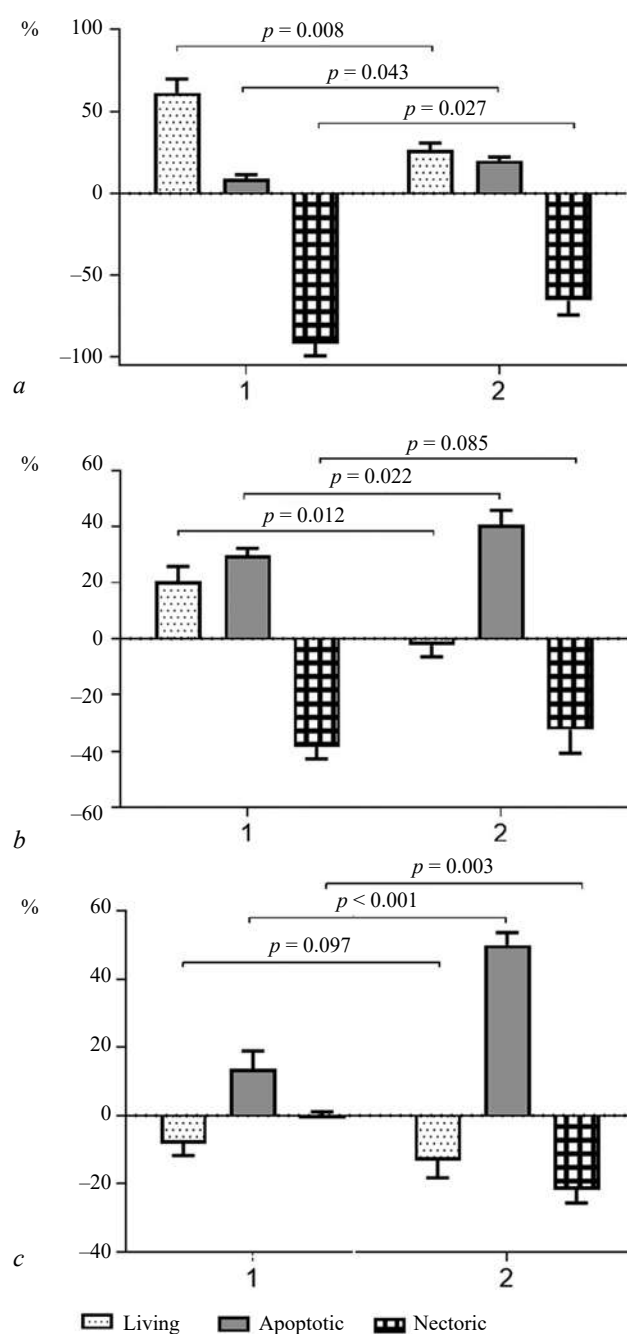 %
100
p = 0.008
p = 0.043
50
p = 0.027
0
–50
–100
a
1 2
%
60
p = 0.085
p = 0.022
40
p = 0.012
20
0
–20
–40
–60
b
1 2
%
p = 0.003
60
p < 0.001
p = 0.097
40
20
0
–20
–40
c
1 2
Living Apoptotic Nectoric